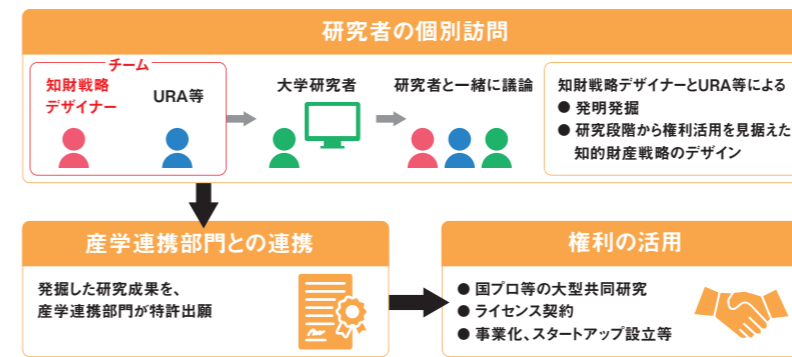 研究者の個別訪問
チーム
知財戦略
デザイナー
URA等
大学研究者
研究者と一緒に議論
知財戦略デザイナーとURA等による
● 発明発掘
● 研究段階から権利活用を見据えた
知的財産戦略のデザイン
産学連携部門との連携
発掘した研究成果を、
産学連携部門が特許出願
権利の活用
● 国プロ等の大型共同研究
● ライセンス契約
● 事業化、スタートアップ設立等